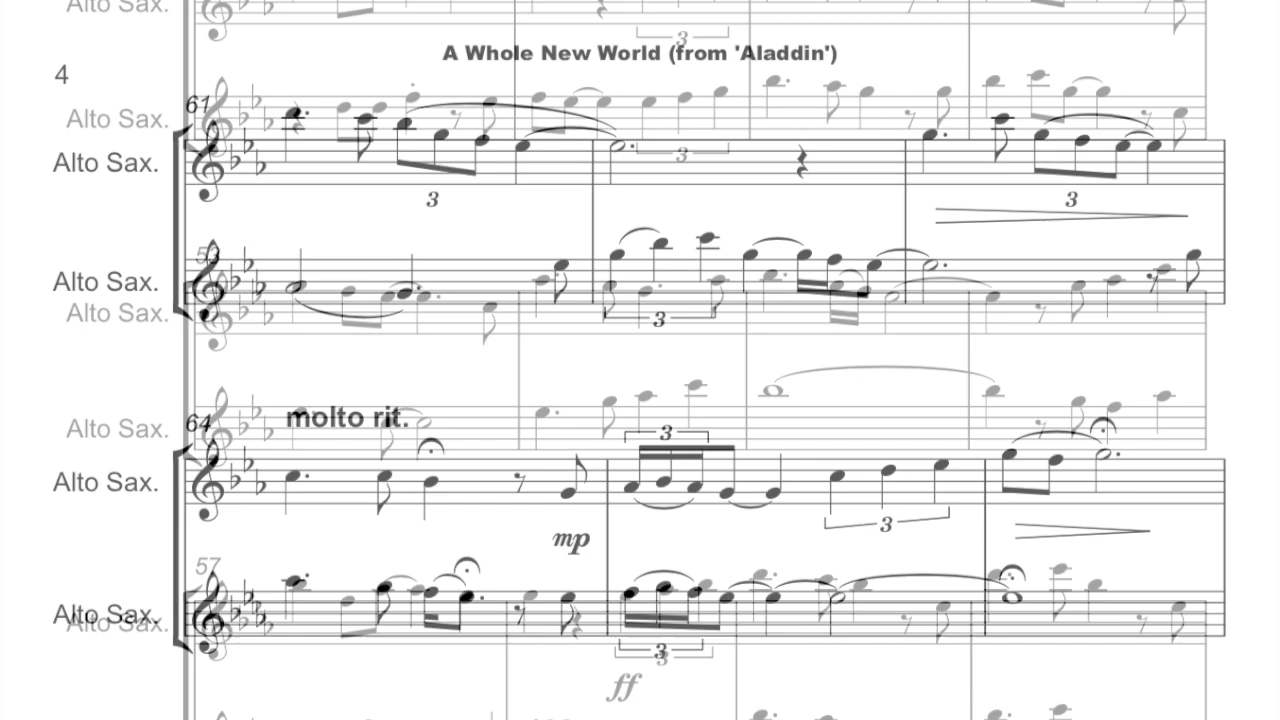 Alto Sax.
3
A Whole New World (from 'Aladdin')
4
61
Alto Sax.
3
Alto Sax.
3
3
Alto Sax.
Alto Sax.
3
64
molto rit.
Alto Sax.
3
Alto Sax.
3
mp
57
Alto Sax.
Alto Sax.
3
3
ff